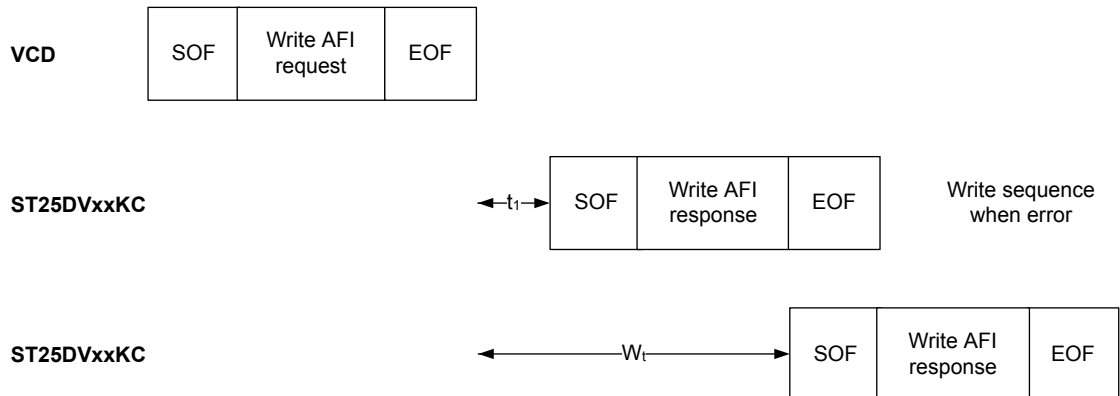 VCD
SOF
Write AFI
request
EOF
ST25DVxxKC
t₁
SOF
Write AFI
response
EOF
Write sequence
when error
ST25DVxxKC
Wₜ
SOF
Write AFI
response
EOF